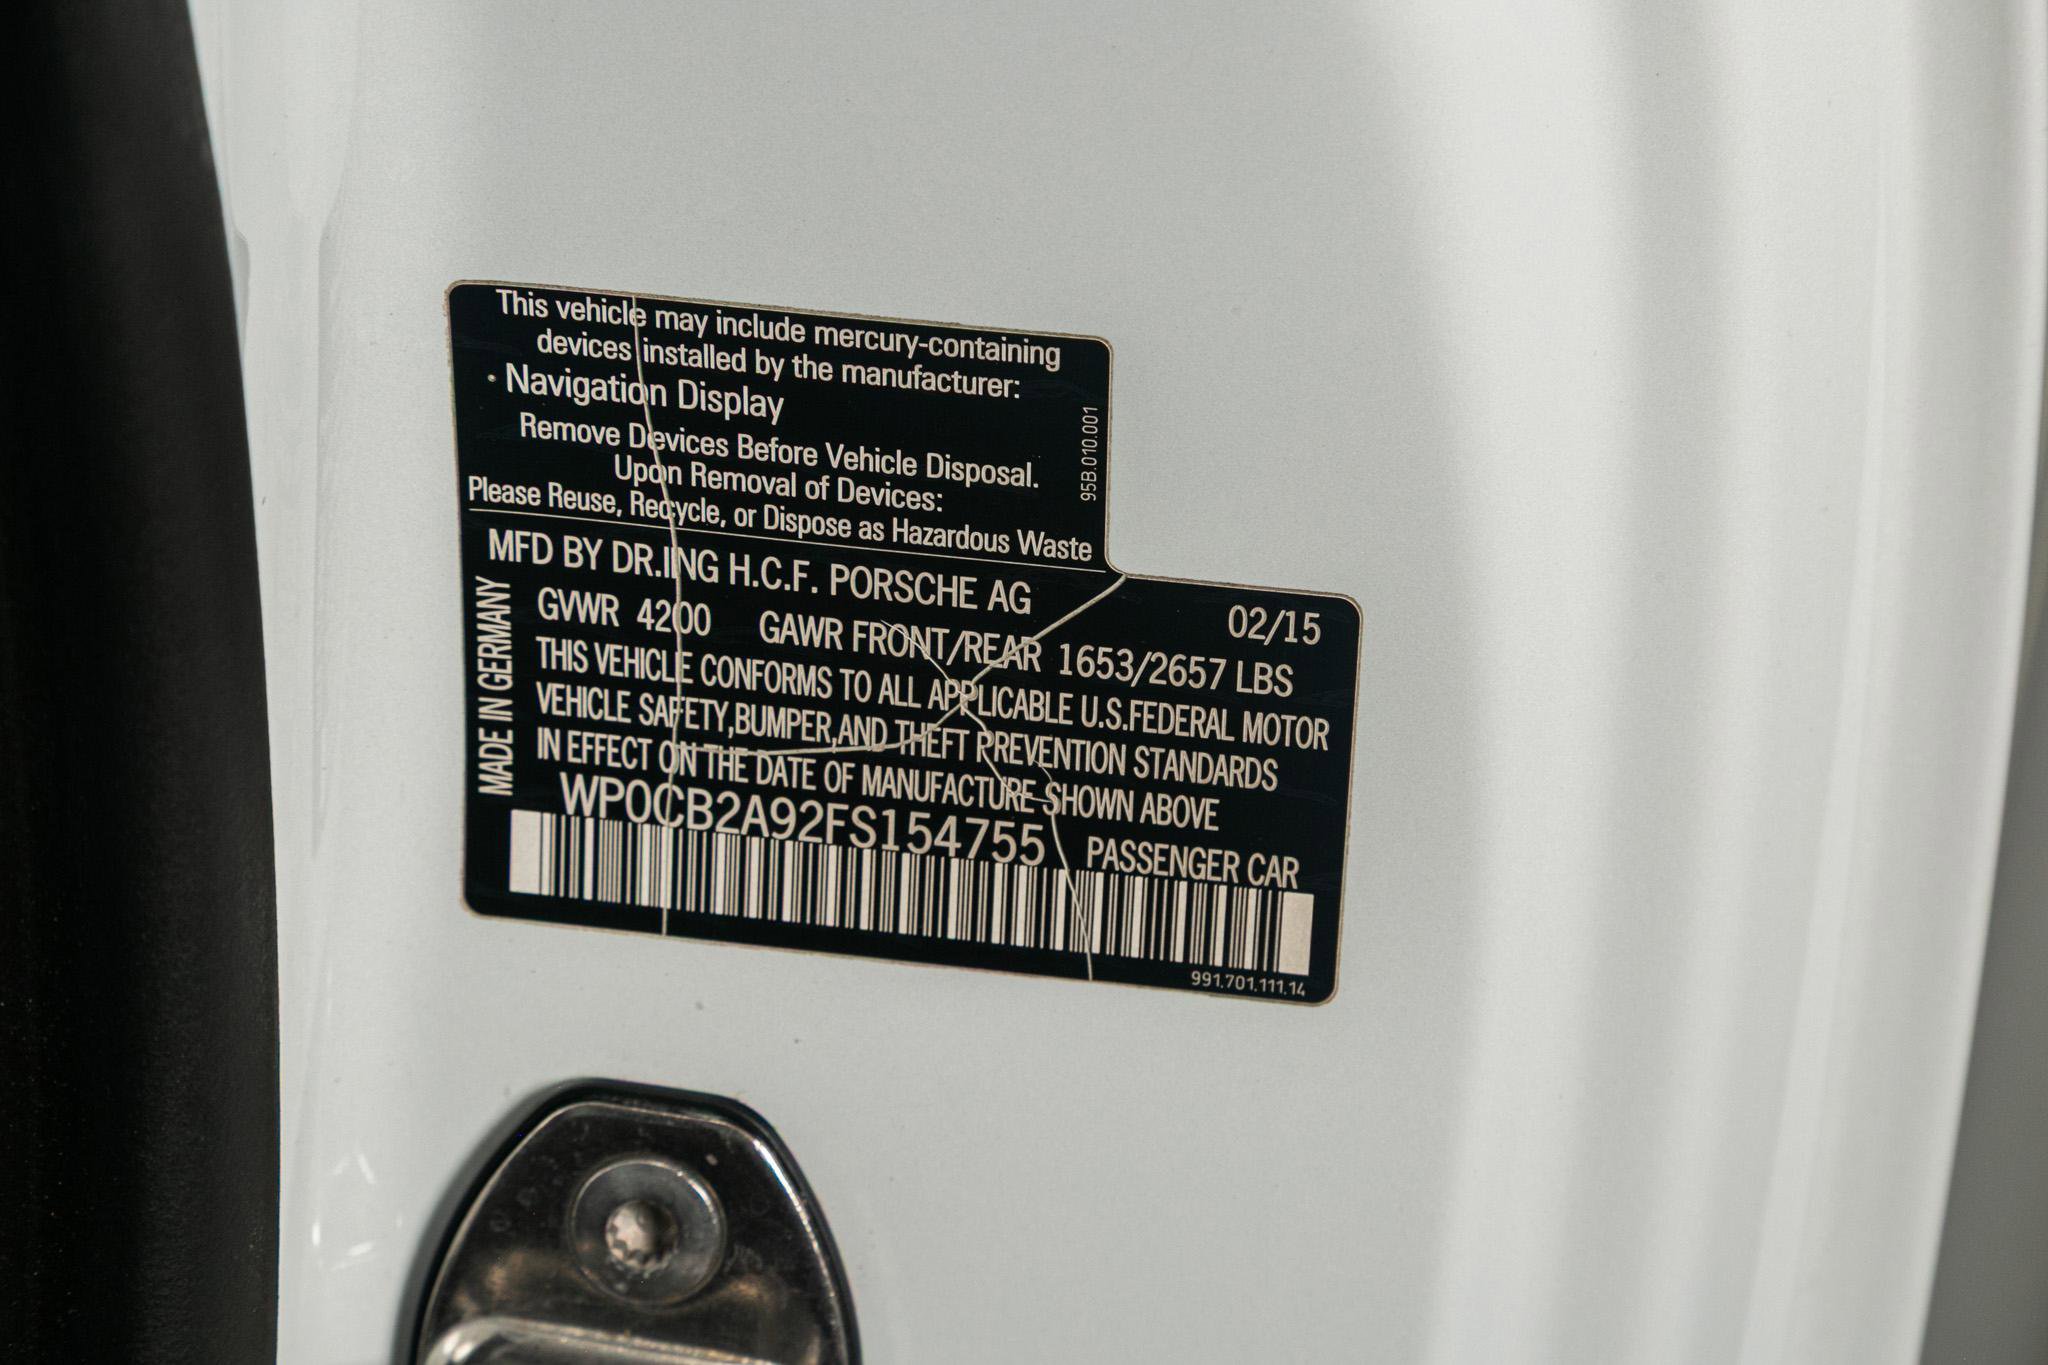 This vehicle may include mercury-containing
devices installed by the manufacturer:
· Navigation Display
Remove Devices Before Vehicle Disposal.
Upon Removal of Devices:
Please Reuse, Recycle, or Dispose as Hazardous Waste
95B.010.001
MFD BY DR.ING H.C.F. PORSCHE AG 02/15
GVWR 4200 GAWR FRONT/REAR 1653/2657 LBS
THIS VEHICLE CONFORMS TO ALL APPLICABLE U.S.FEDERAL MOTOR
VEHICLE SAFETY,BUMPER,AND THEFT PREVENTION STANDARDS
IN EFFECT ON THE DATE OF MANUFACTURE SHOWN ABOVE
MADE IN GERMANY
WP0CB2A92FS154755 PASSENGER CAR
991.701.111.14